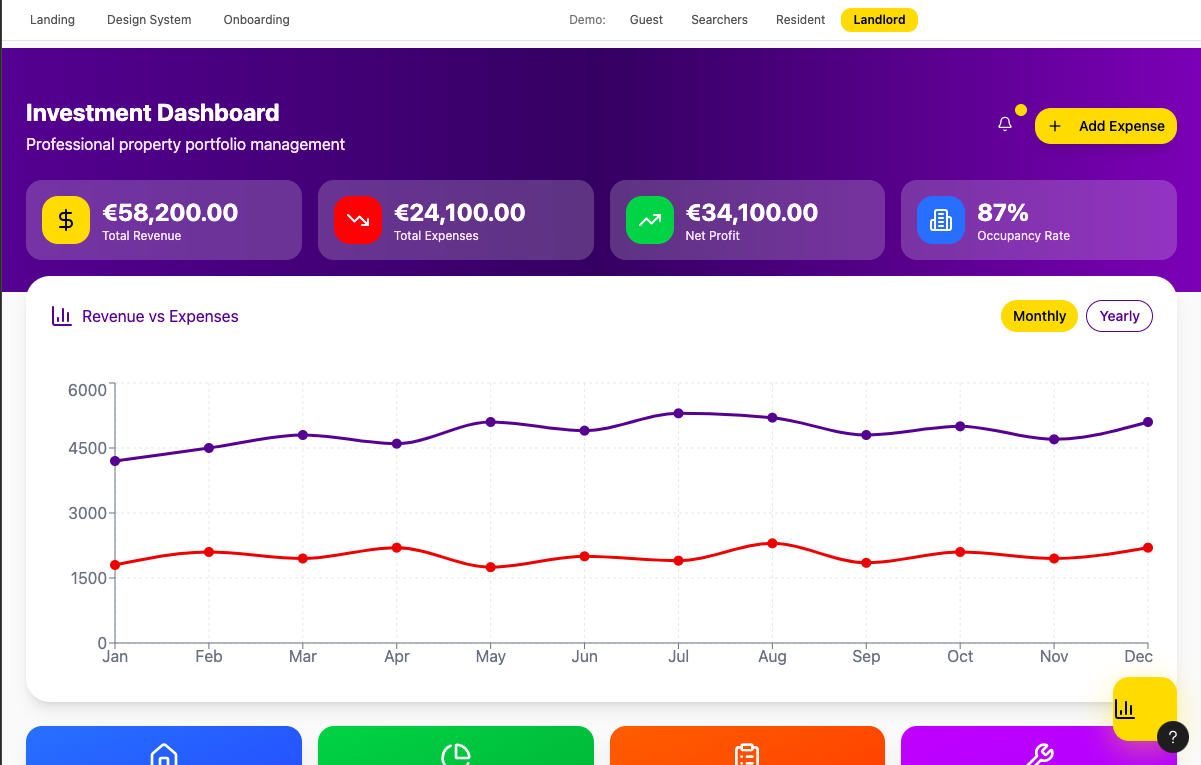 Landing Design System Onboarding Demo: Guest Searchers Resident Landlord
Investment Dashboard
Professional property portfolio management
+ Add Expense
$
€58,200.00
Total Revenue
€24,100.00
Total Expenses
€34,100.00
Net Profit
87%
Occupancy Rate
Revenue vs Expenses
Monthly Yearly
6000
4500
3000
1500
0
Jan Feb Mar Apr May Jun Jul Aug Sep Oct Nov Dec
?